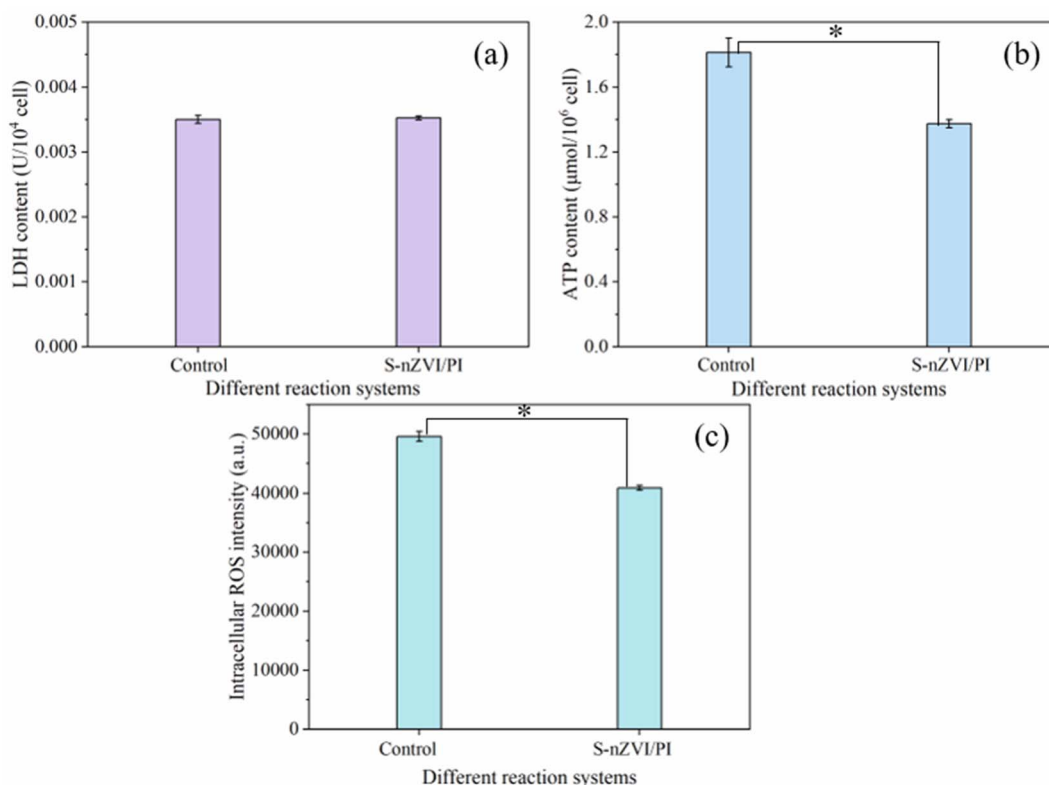 0.005
0.004
0.003
0.002
0.001
0.000
LDH content (U/10⁴ cell)
(a)
Control
S-nZVI/PI
Different reaction systems
2.0
1.6
1.2
0.8
0.4
0.0
ATP content (μmol/10⁶ cell)
*
(b)
Control
S-nZVI/PI
Different reaction systems
50000
40000
30000
20000
10000
0
Intracellular ROS intensity (a.u.)
*
(c)
Control
S-nZVI/PI
Different reaction systems